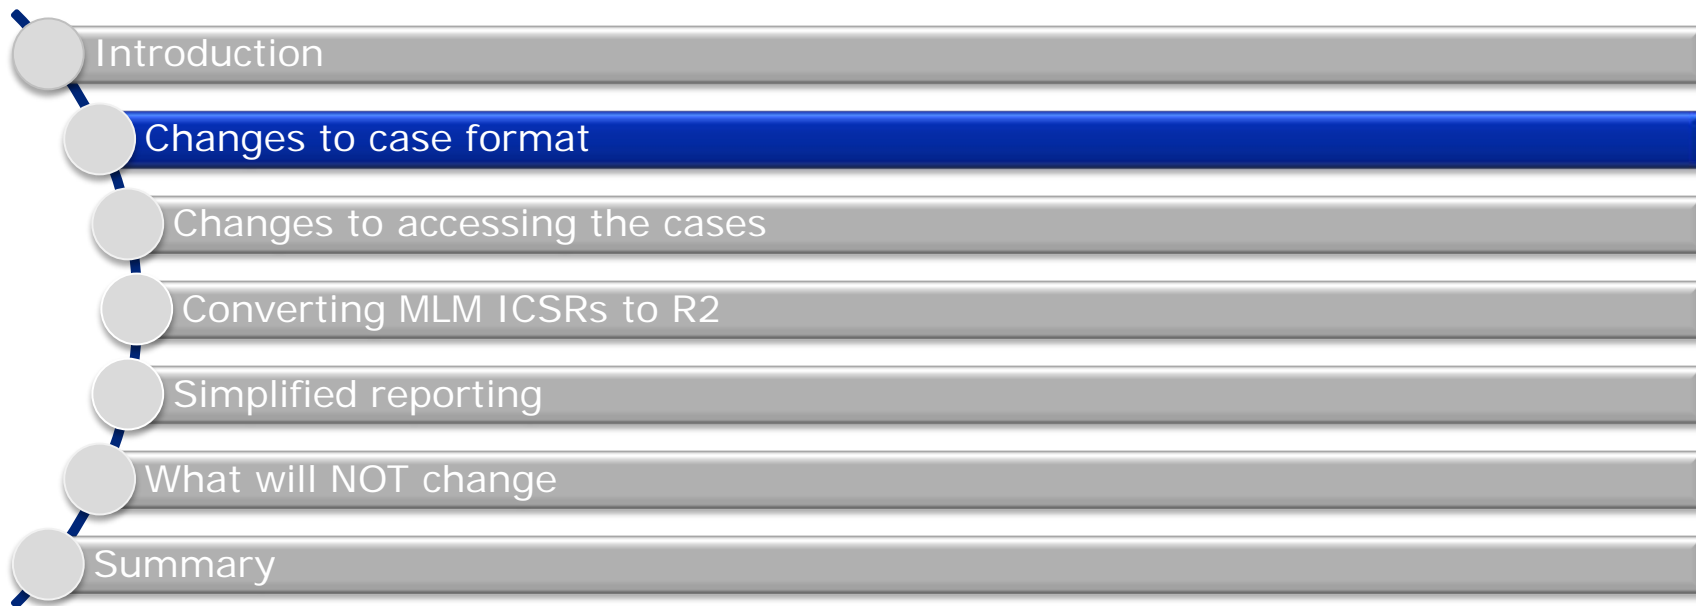 Introduction
Changes to case format
Changes to accessing the cases
Converting MLM ICSRs to R2
Simplified reporting
What will NOT change
Summary